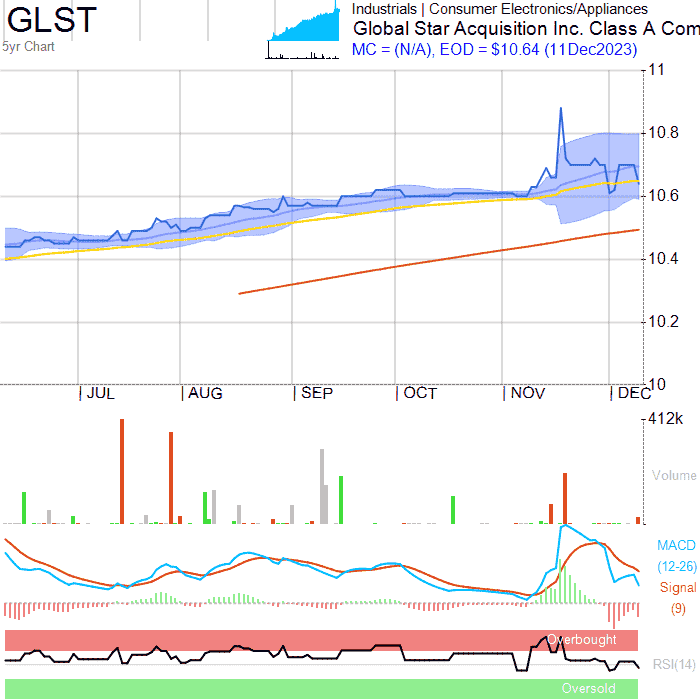 GLST
5yr Chart
Industrials | Consumer Electronics/Appliances
Global Star Acquisition Inc. Class A Com
MC = (N/A), EOD = $10.64 (11Dec2023)
11
10.8
10.6
10.4
10.2
10
JUL AUG SEP OCT NOV DEC
412k
Volume
MACD
(12-26)
Signal
(9)
Overbought
RSI(14)
Oversold